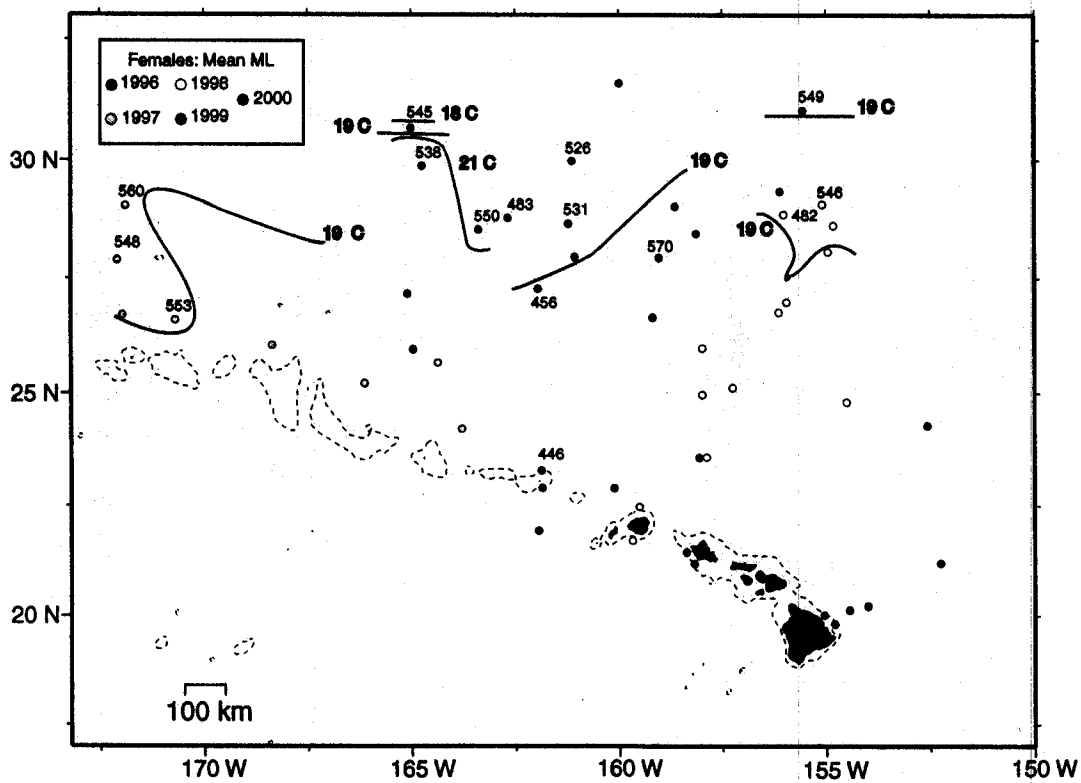 Females: Mean ML
1996 1998
2000
1997 1999
549 19 C
545 18 C
19 C
30 N
538
21 C
526
19 C
560
550 483 531
546
482
19 C
548
19 C
570
553
456
25 N
446
20 N
100 km
170 W 165 W 160 W 155 W 150 W